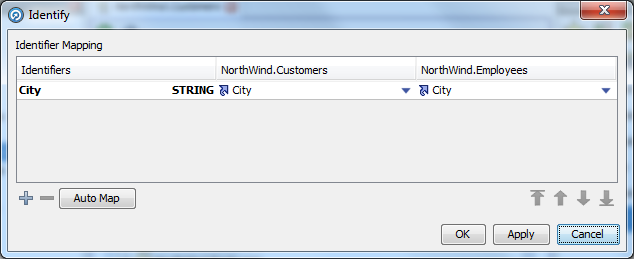 Identify
Identifier Mapping
Identifiers NorthWind.Customers NorthWind.Employees
City STRING City City
Auto Map
OK Apply Cancel